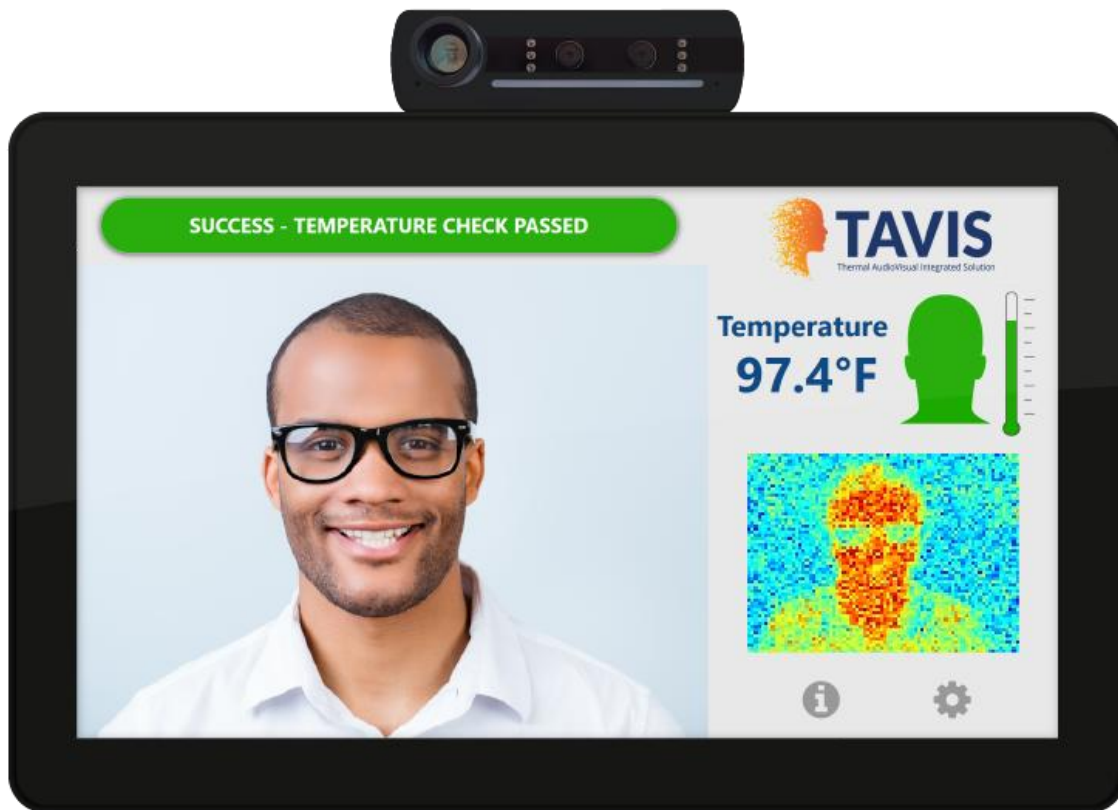 SUCCESS - TEMPERATURE CHECK PASSED
TAVIS
Thermal AudioVisual Integrated Solution
Temperature
97.4°F